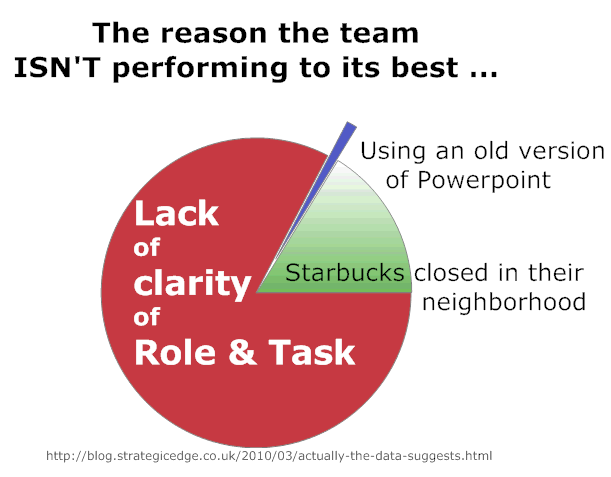 The reason the team
ISN'T performing to its best ...
Using an old version
of Powerpoint
Lack
of
clarity
of
Role & Task
Starbucks closed in their
neighborhood
http://blog.strategicedge.co.uk/2010/03/actually-the-data-suggests.html